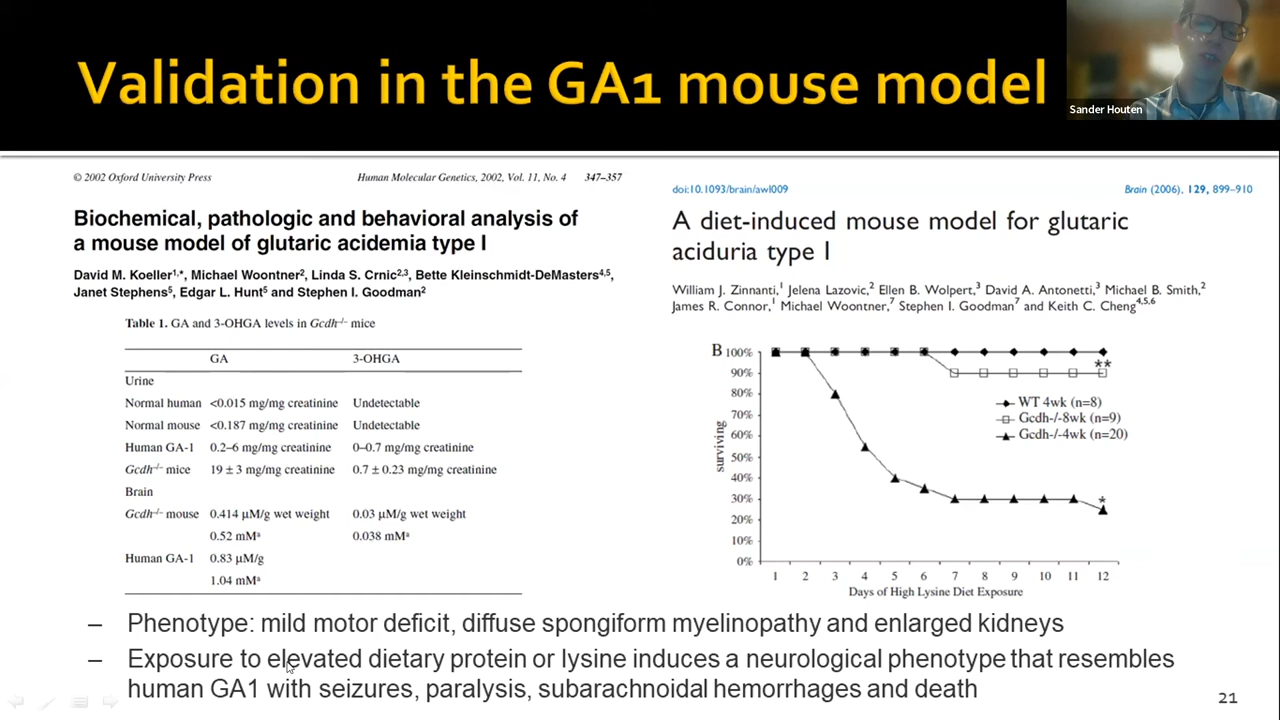 Validation in the GA1 mouse model
Sander Houten
© 2002 Oxford University Press Human Molecular Genetics, 2002, Vol. 11, No. 4 347–357
Biochemical, pathologic and behavioral analysis of
a mouse model of glutaric acidemia type I
David M. Koeller1,*, Michael Woontner2, Linda S. Crnic2,3, Bette Kleinschmidt-DeMasters4,5,
Janet Stephens5, Edgar L. Hunt5 and Stephen I. Goodman2
Table 1. GA and 3-OHGA levels in Gcdh–/– mice
GA 3-OHGA
Urine
Normal human <0.015 mg/mg creatinine Undetectable
Normal mouse <0.187 mg/mg creatinine Undetectable
Human GA-1 0.2–6 mg/mg creatinine 0–0.7 mg/mg creatinine
Gcdh–/– mice 19 ± 3 mg/mg creatinine 0.7 ± 0.23 mg/mg creatinine
Brain
Gcdh–/– mouse 0.414 µM/g wet weight 0.03 µM/g wet weight
0.52 mMa 0.038 mMa
Human GA-1 0.83 µM/g
1.04 mMa
doi:10.1093/brain/awl009 Brain (2006), 129, 899–910
A diet-induced mouse model for glutaric
aciduria type I
William J. Zinnanti,1 Jelena Lazovic,2 Ellen B. Wolpert,3 David A. Antonetti,3 Michael B. Smith,2
James R. Connor,1 Michael Woontner,7 Stephen I. Goodman7 and Keith C. Cheng4,5,6
B
100%
90%
80%
70%
60%
50%
40%
30%
20%
10%
0%
surviving
**
*
WT 4wk (n=8)
Gcdh-/-8wk (n=9)
Gcdh-/-4wk (n=20)
1 2 3 4 5 6 7 8 9 10 11 12
Days of High Lysine Diet Exposure
– Phenotype: mild motor deficit, diffuse spongiform myelinopathy and enlarged kidneys
– Exposure to elevated dietary protein or lysine induces a neurological phenotype that resembles
human GA1 with seizures, paralysis, subarachnoidal hemorrhages and death
21